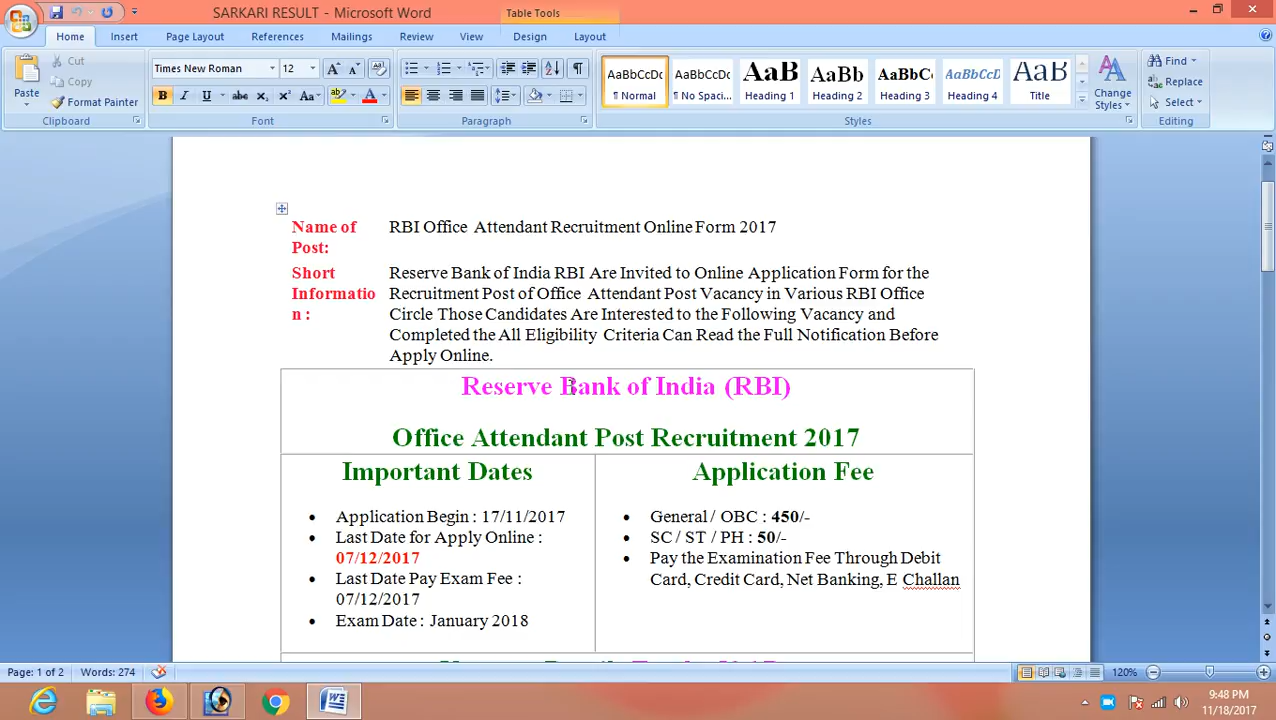 SARKARI RESULT - Microsoft Word
Table Tools
Home Insert Page Layout References Mailings Review View Design Layout
Paste
Cut
Copy
Format Painter
Clipboard
Times New Roman 12
Font
Paragraph
AaBbCcDc AaBbCcDc AaB AaBb AaBbCc AaBbCcD AaB
¶ Normal ¶ No Spaci... Heading 1 Heading 2 Heading 3 Heading 4 Title
Change Styles
Styles
Find
Replace
Select
Editing
Name of Post: RBI Office Attendant Recruitment Online Form 2017
Short Informatio n :
Reserve Bank of India RBI Are Invited to Online Application Form for the
Recruitment Post of Office Attendant Post Vacancy in Various RBI Office
Circle Those Candidates Are Interested to the Following Vacancy and
Completed the All Eligibility Criteria Can Read the Full Notification Before
Apply Online.
Reserve Bank of India (RBI)
Office Attendant Post Recruitment 2017
Important Dates
• Application Begin : 17/11/2017
• Last Date for Apply Online :
07/12/2017
• Last Date Pay Exam Fee :
07/12/2017
• Exam Date : January 2018
Application Fee
• General / OBC : 450/-
• SC / ST / PH : 50/-
• Pay the Examination Fee Through Debit
Card, Credit Card, Net Banking, E Challan
Page: 1 of 2 Words: 274 120%
9:48 PM
11/18/2017